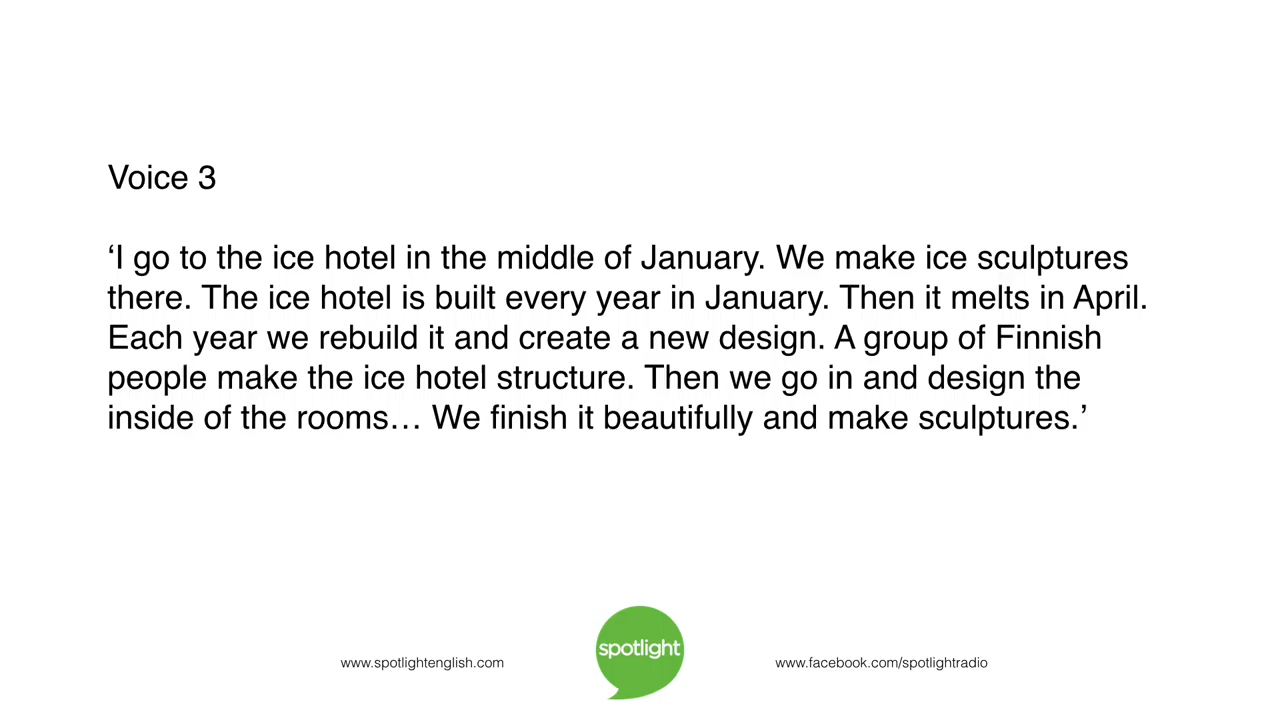 Voice 3
‘I go to the ice hotel in the middle of January. We make ice sculptures
there. The ice hotel is built every year in January. Then it melts in April.
Each year we rebuild it and create a new design. A group of Finnish
people make the ice hotel structure. Then we go in and design the
inside of the rooms… We finish it beautifully and make sculptures.’
www.spotlightenglish.com
spotlight
www.facebook.com/spotlightradio